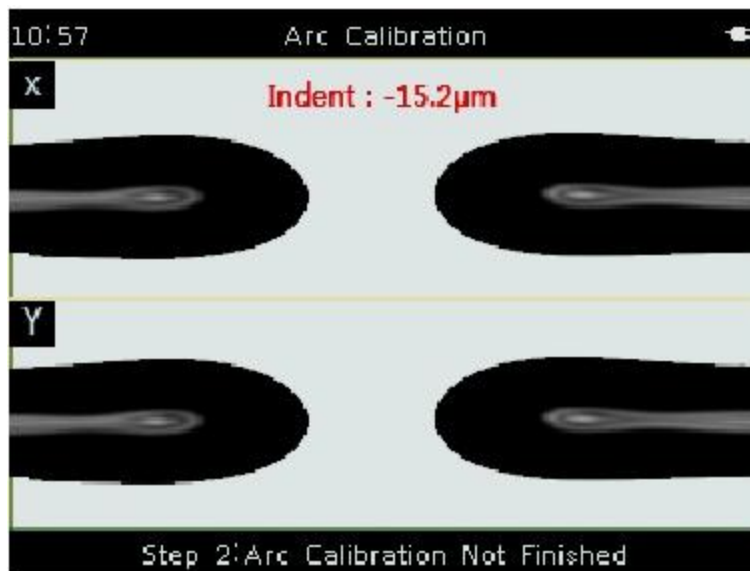 10:57 Arc Calibration
X
Indent : -15.2µm
Y
Step 2:Arc Calibration Not Finished